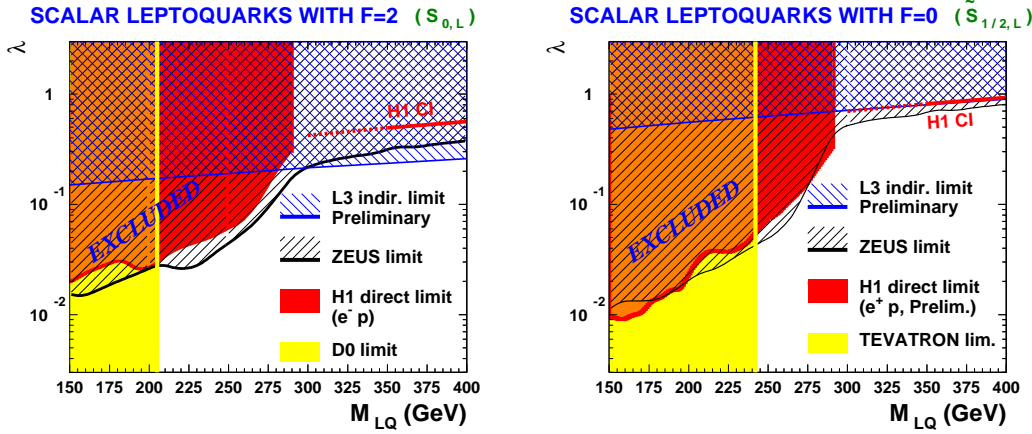 SCALAR LEPTOQUARKS WITH F=2 (S0, L)
λ
1
10-1
10-2
H1 CI
EXCLUDED
L3 indir. limit
Preliminary
ZEUS limit
H1 direct limit
(e- p)
D0 limit
150 175 200 225 250 275 300 325 350 375 400
MLQ (GeV)
SCALAR LEPTOQUARKS WITH F=0 (S̃1/2, L)
λ
1
10-1
10-2
H1 CI
EXCLUDED
L3 indir. limit
Preliminary
ZEUS limit
H1 direct limit
(e+ p, Prelim.)
TEVATRON lim.
150 175 200 225 250 275 300 325 350 375 400
MLQ (GeV)